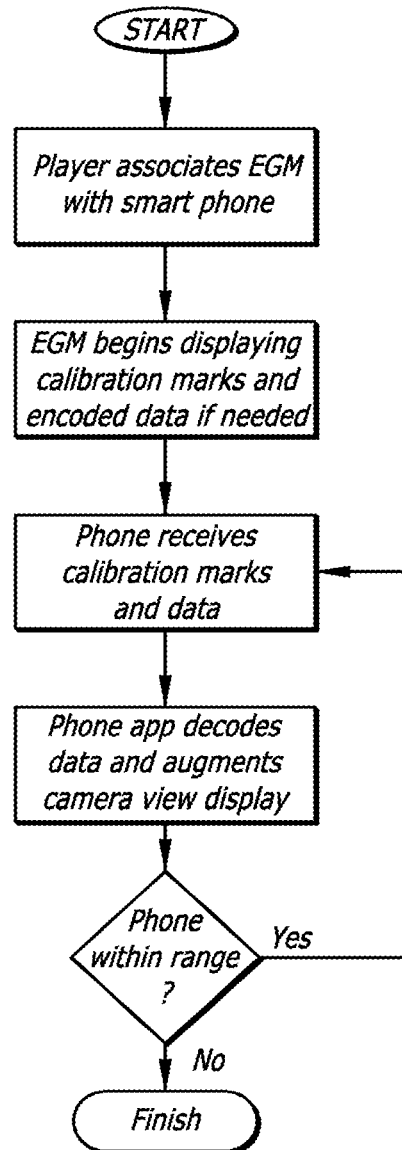 START
Player associates EGM
with smart phone
EGM begins displaying
calibration marks and
encoded data if needed
Phone receives
calibration marks
and data
Phone app decodes
data and augments
camera view display
Phone
within range
?
Yes
No
Finish